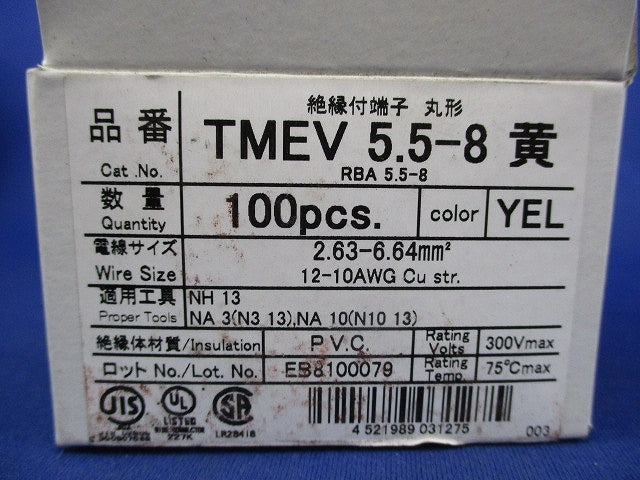 絶縁付端子 丸形
品番 TMEV 5.5-8 黄
Cat .No. RBA 5.5-8
数量 100pcs. color YEL
Quantity
電線サイズ 2.63-6.64mm²
Wire Size 12-10AWG Cu str.
適用工具 NH 13
Proper Tools NA 3(N3 13),NA 10(N10 13)
絶縁体材質/Insulation P.V.C. Rating Volts 300Vmax
ロット No./Lot. No. EB8100079 Rating Temp. 75℃max
JIS UL SA
LISTED
227K LR28418
4 521989 031275 003